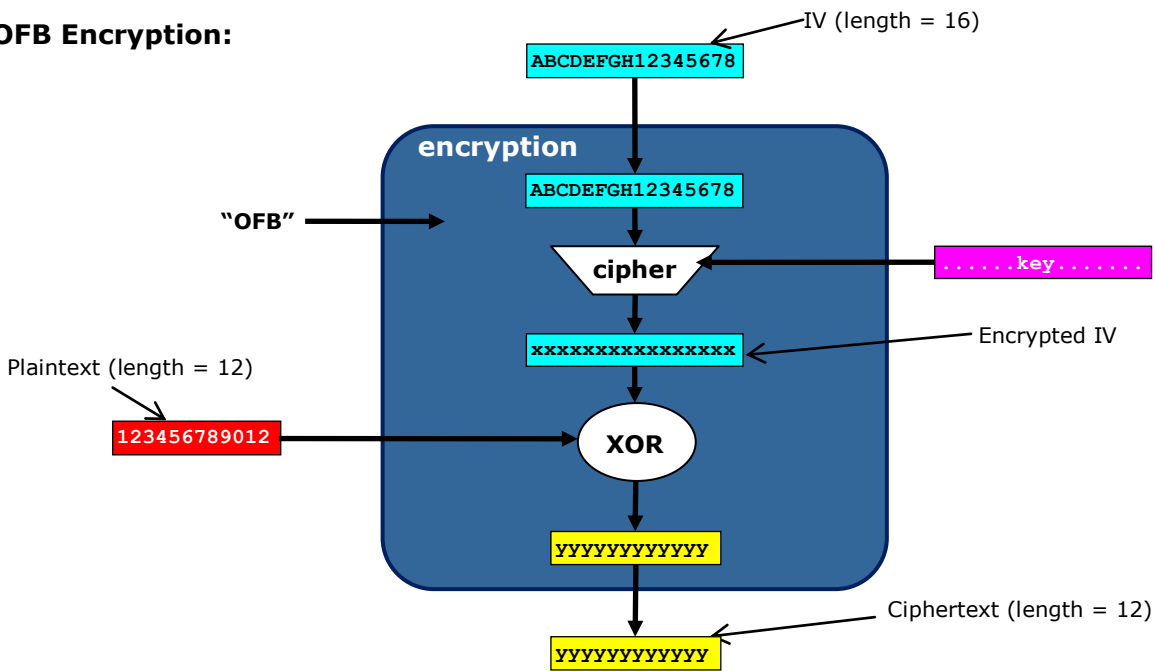 OFB Encryption:
IV (length = 16)
ABCDEFGH12345678
encryption
ABCDEFGH12345678
“OFB”
cipher
......key.......
xxxxxxxxxxxxxxxx
Encrypted IV
Plaintext (length = 12)
123456789012
XOR
yyyyyyyyyyyy
Ciphertext (length = 12)
yyyyyyyyyyyy